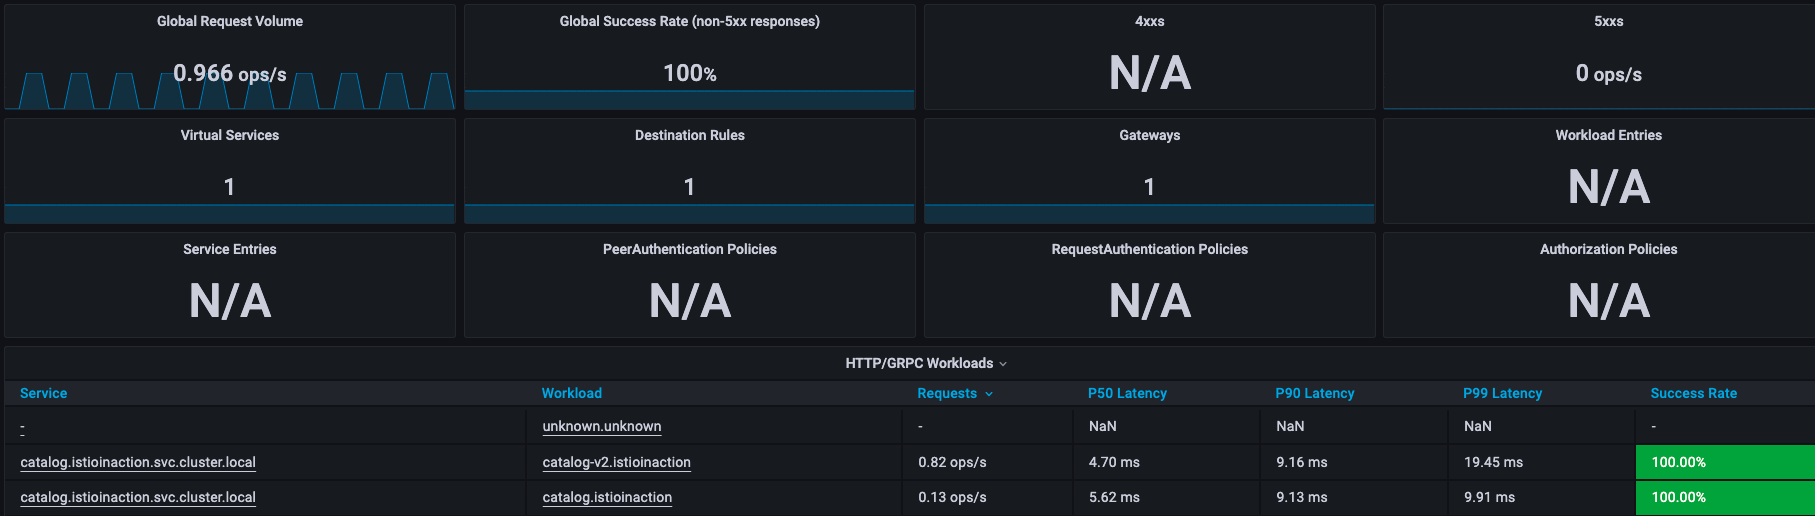 Global Request Volume
Global Success Rate (non-5xx responses)
4xxs
5xxs
0.966 ops/s
100%
N/A
0 ops/s
Virtual Services
Destination Rules
Gateways
Workload Entries
1
1
1
N/A
Service Entries
PeerAuthentication Policies
RequestAuthentication Policies
Authorization Policies
N/A
N/A
N/A
N/A
HTTP/GRPC Workloads
Service Workload Requests P50 Latency P90 Latency P99 Latency Success Rate
- unknown.unknown - NaN NaN NaN -
catalog.istioinaction.svc.cluster.local catalog-v2.istioinaction 0.82 ops/s 4.70 ms 9.16 ms 19.45 ms 100.00%
catalog.istioinaction.svc.cluster.local catalog.istioinaction 0.13 ops/s 5.62 ms 9.13 ms 9.91 ms 100.00%